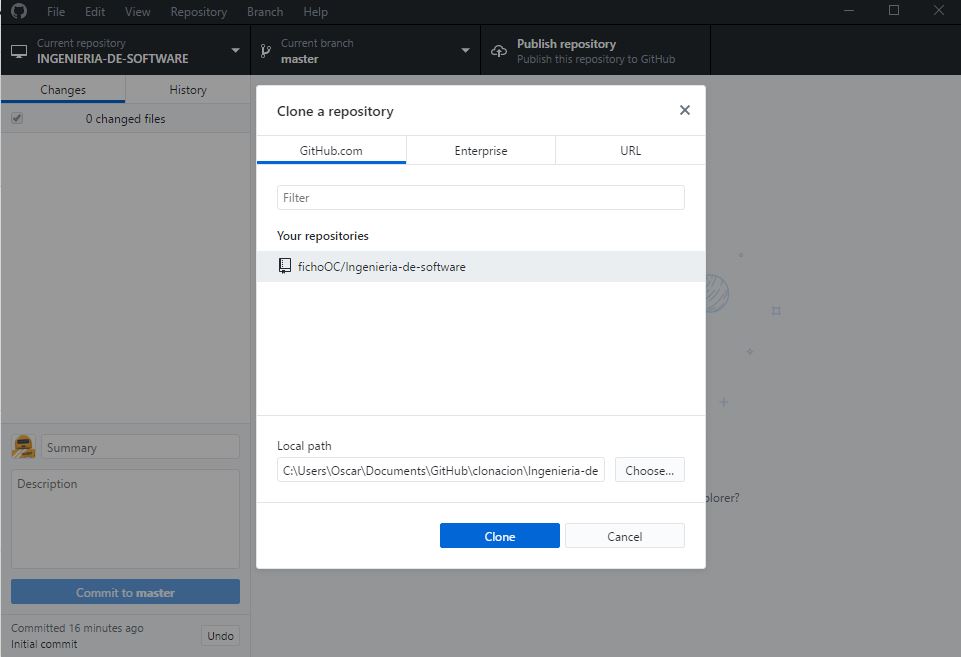 File Edit View Repository Branch Help
Current repository
INGENIERIA-DE-SOFTWARE
Current branch
master
Publish repository
Publish this repository to GitHub
Changes History
0 changed files
Clone a repository
GitHub.com Enterprise URL
Filter
Your repositories
fichoOC/Ingenieria-de-software
Local path
C:\Users\Oscar\Documents\GitHub\clonacion\Ingenieria-de
Choose...
plorer?
Clone Cancel
Summary
Description
Commit to master
Committed 16 minutes ago
Initial commit
Undo